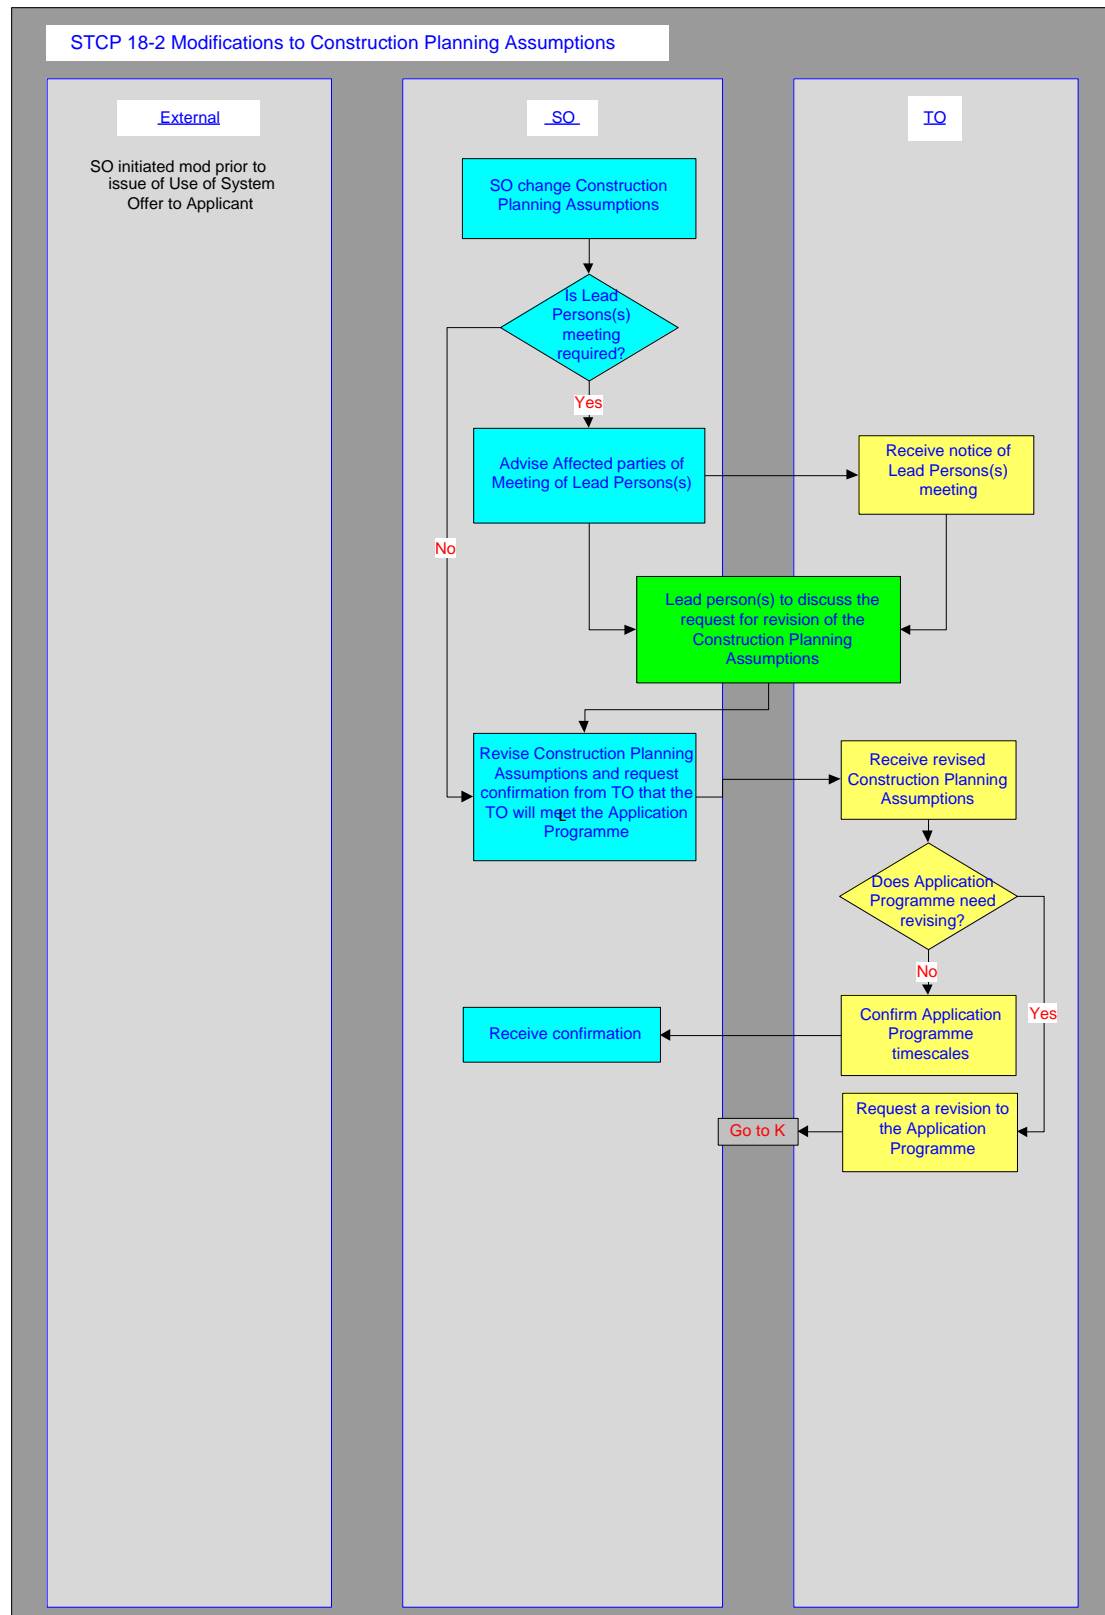 STCP 18-2 Modifications to Construction Planning Assumptions
External
SO
TO
SO initiated mod prior to
issue of Use of System
Offer to Applicant
SO change Construction
Planning Assumptions
Is Lead
Persons(s)
meeting
required?
Yes
No
Advise Affected parties of
Meeting of Lead Persons(s)
Receive notice of
Lead Persons(s)
meeting
Lead person(s) to discuss the
request for revision of the
Construction Planning
Assumptions
Revise Construction Planning
Assumptions and request
confirmation from TO that the
TO will meet the Application
Programme
L
Receive revised
Construction Planning
Assumptions
Does Application
Programme need
revising?
No
Yes
Confirm Application
Programme
timescales
Receive confirmation
Request a revision to
the Application
Programme
Go to K